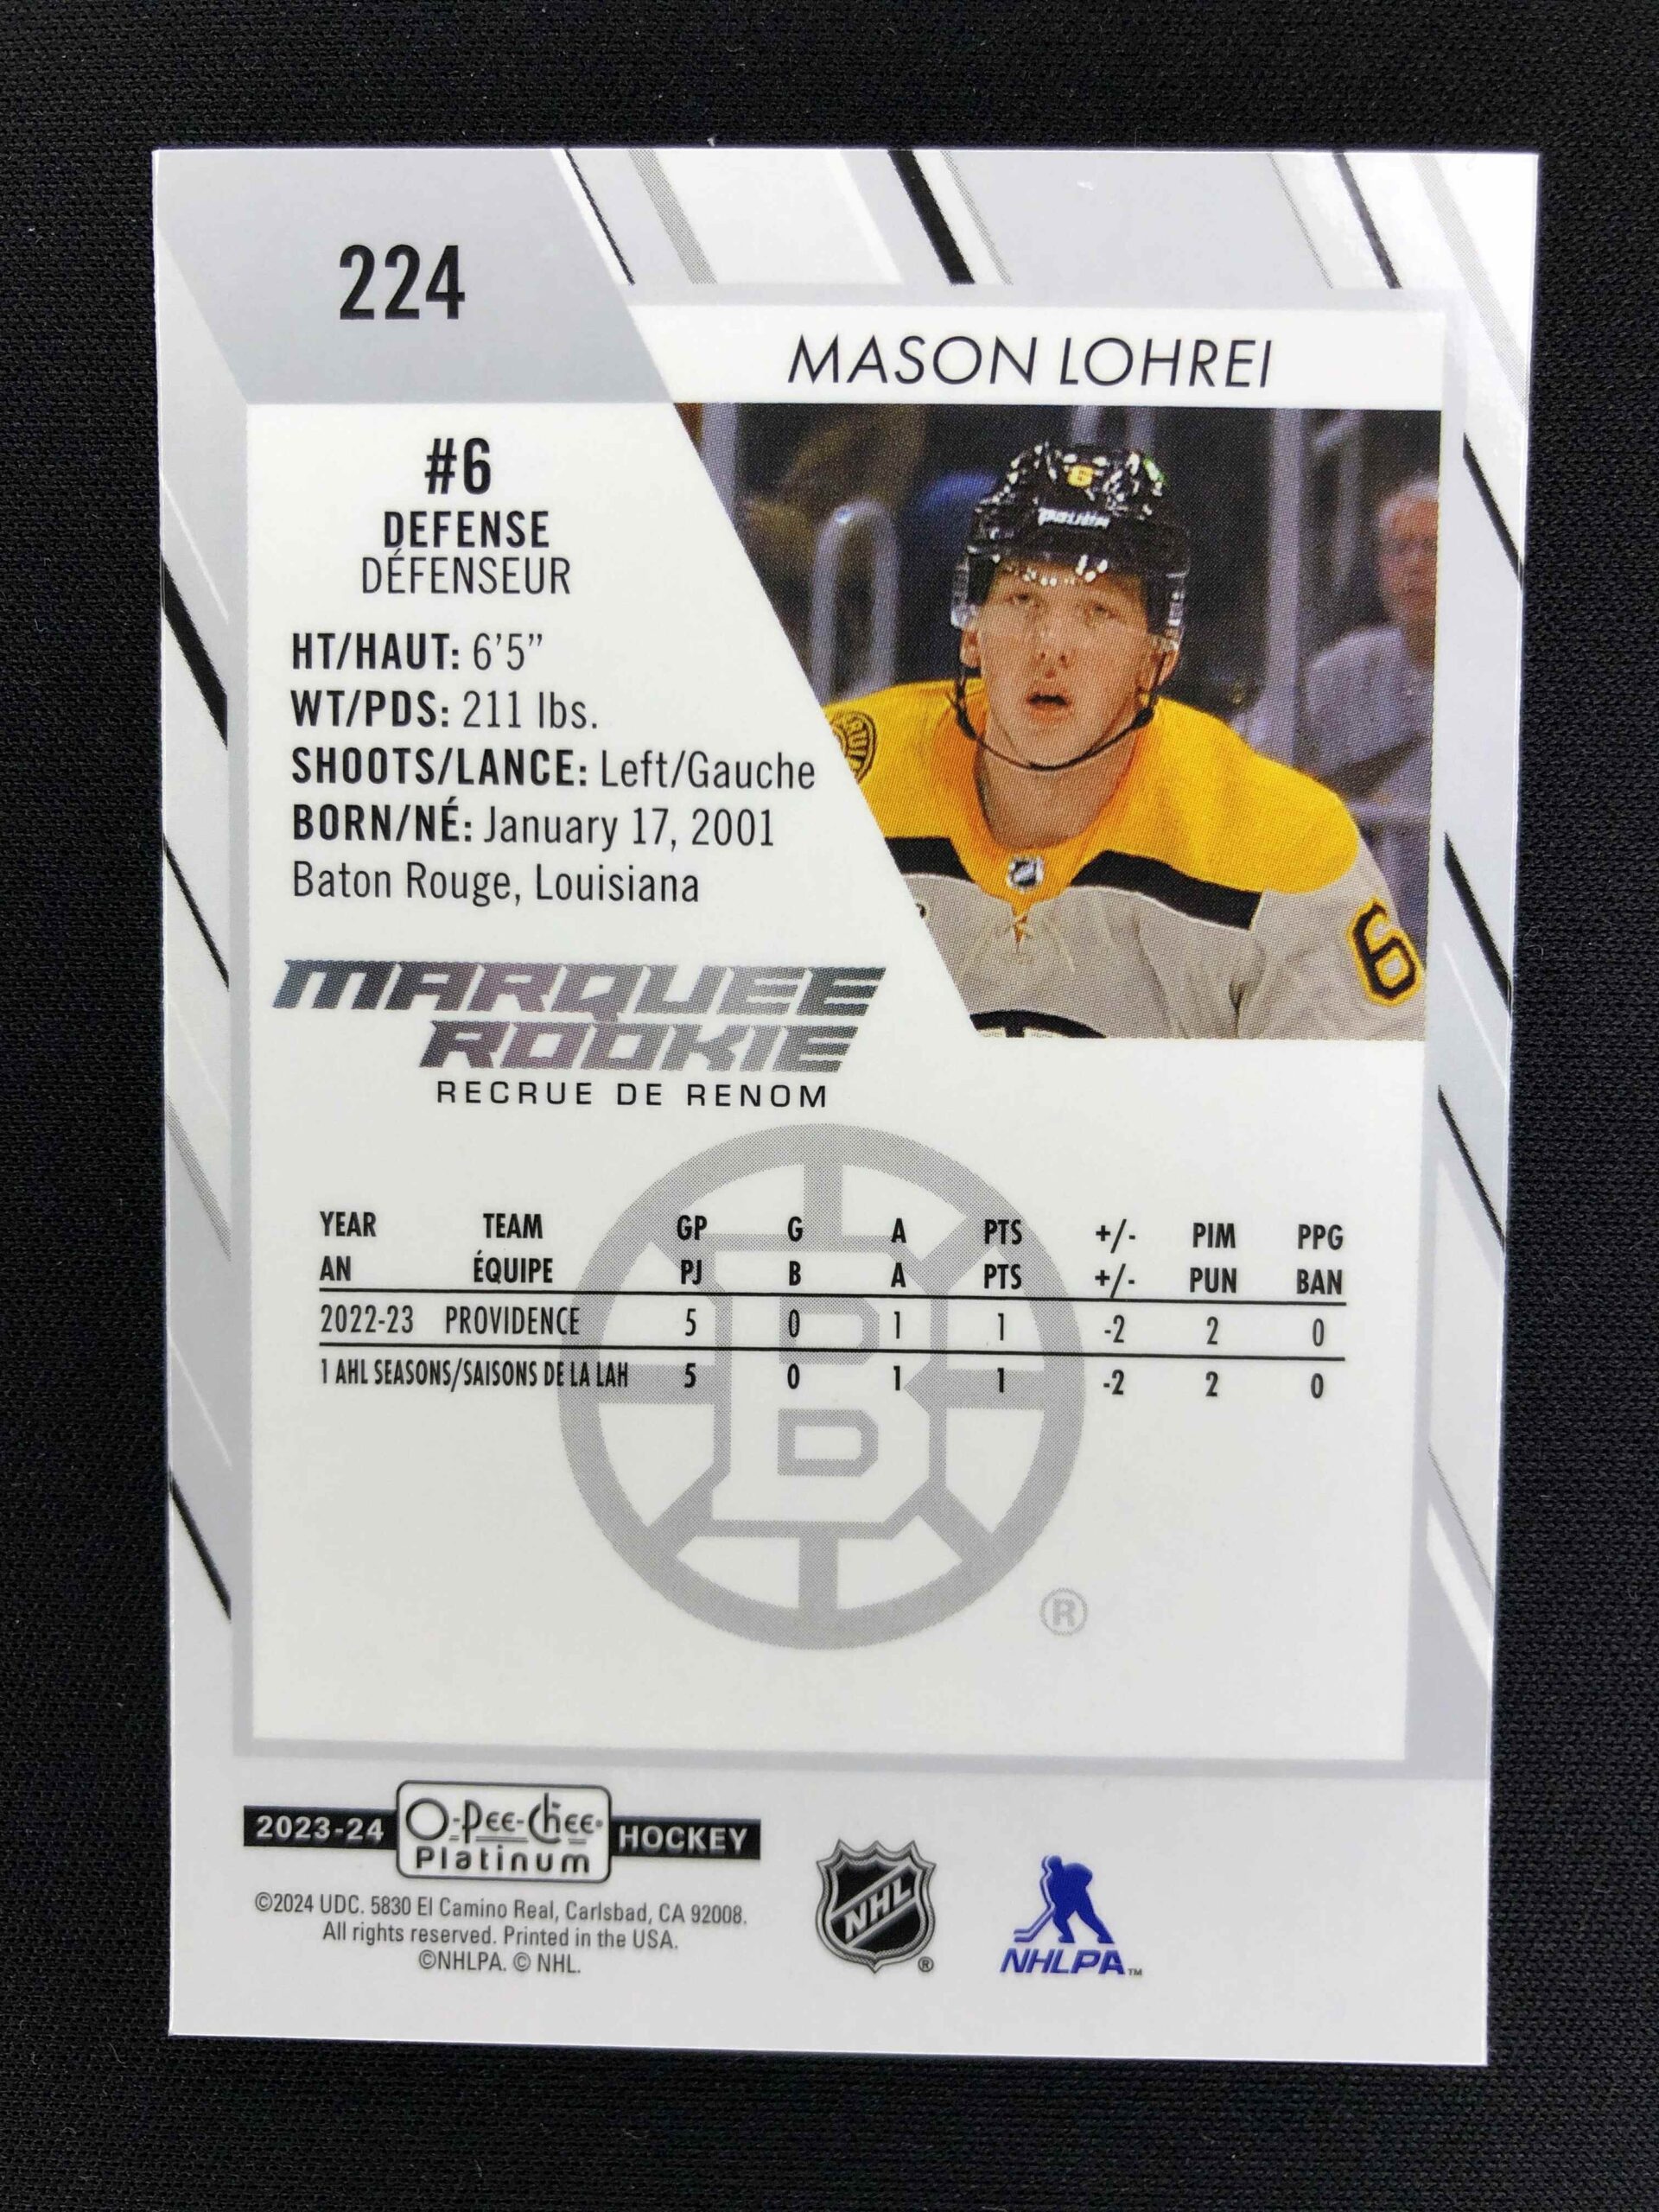 224
MASON LOHREI
#6
DEFENSE
DÉFENSEUR
HT/HAUT: 6'5"
WT/PDS: 211 lbs.
SHOOTS/LANCE: Left/Gauche
BORN/NÉ: January 17, 2001
Baton Rouge, Louisiana
6
6
MARQUEE
ROOKIE
RECRUE DE RENOM
YEAR TEAM GP G A PTS +/- PIM PPG
AN ÉQUIPE PJ B A PTS +/- PUN BAN
2022-23 PROVIDENCE 5 0 1 1 -2 2 0
1 AHL SEASONS/SAISONS DE LA LAH 5 0 1 1 -2 2 0
B
®
2023-24 O-Pee-Chee Platinum HOCKEY
©2024 UDC. 5830 El Camino Real, Carlsbad, CA 92008.
All rights reserved. Printed in the USA.
©NHLPA. © NHL.
NHL ®
NHLPA™